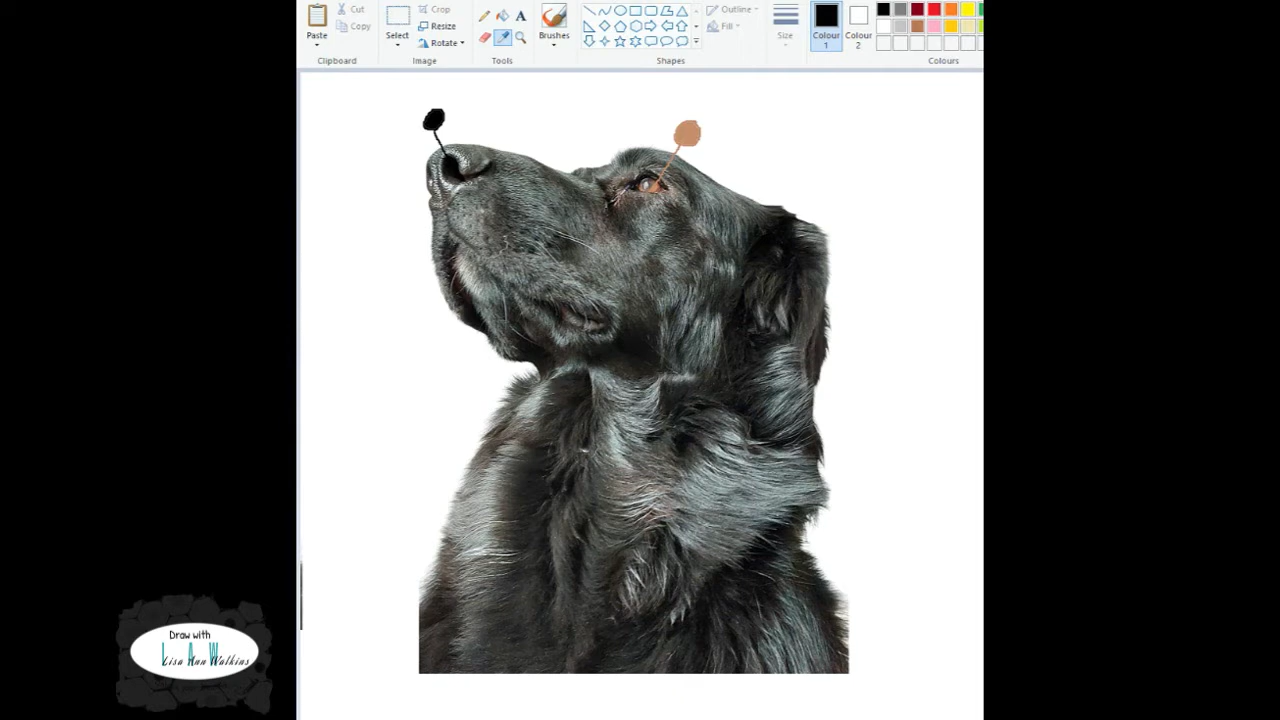 Paste
Cut
Copy
Clipboard
Select
Crop
Resize
Rotate
Image
A
Tools
Brushes
Shapes
Outline
Fill
Size
Colour
1
Colour
2
Colours
Draw with
Lisa Ann Watkins